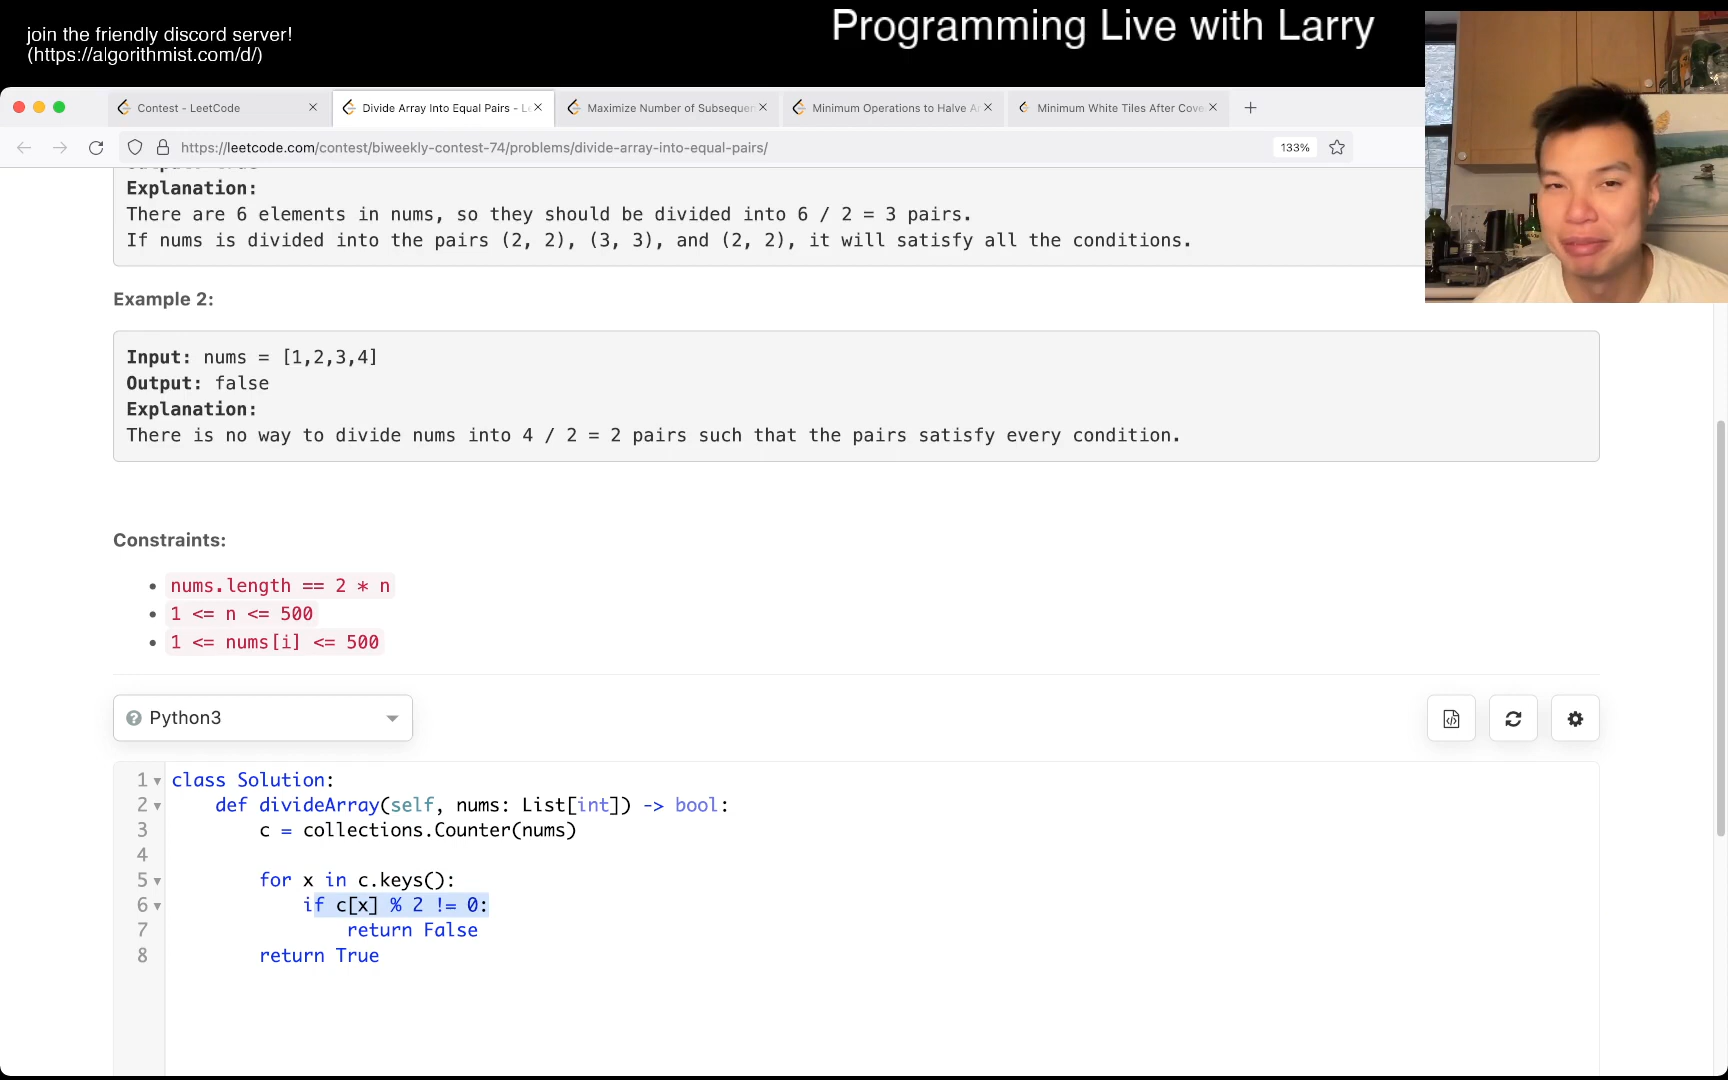 join the friendly discord server!
(https://algorithmist.com/d/)
Programming Live with Larry
Contest - LeetCode
Divide Array Into Equal Pairs - L
Maximize Number of Subsequen
Minimum Operations to Halve A
Minimum White Tiles After Cove
https://leetcode.com/contest/biweekly-contest-74/problems/divide-array-into-equal-pairs/
133%
Explanation:
There are 6 elements in nums, so they should be divided into 6 / 2 = 3 pairs.
If nums is divided into the pairs (2, 2), (3, 3), and (2, 2), it will satisfy all the conditions.
Example 2:
Input: nums = [1,2,3,4]
Output: false
Explanation:
There is no way to divide nums into 4 / 2 = 2 pairs such that the pairs satisfy every condition.
Constraints:
nums.length == 2 * n
1 <= n <= 500
1 <= nums[i] <= 500
Python3
1 class Solution:
2 def divideArray(self, nums: List[int]) -> bool:
3 c = collections.Counter(nums)
4
5 for x in c.keys():
6 if c[x] % 2 != 0:
7 return False
8 return True